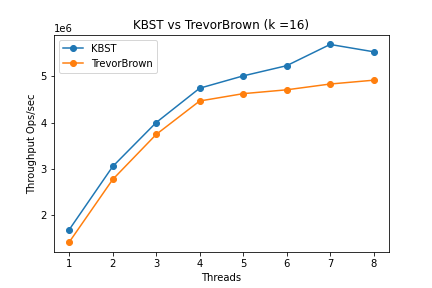 KBST vs TrevorBrown (k =16)
1e6
KBST
TrevorBrown
5
4
3
2
Throughput Ops/sec
1 2 3 4 5 6 7 8
Threads